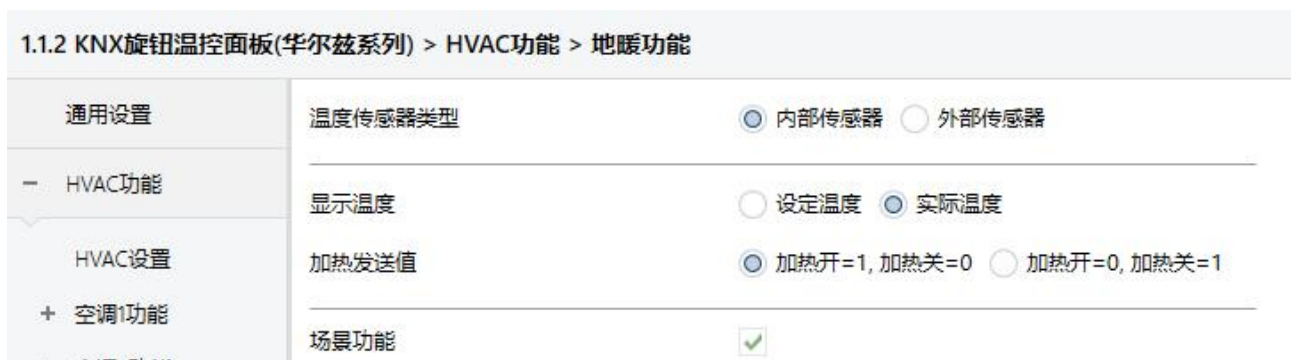 1.1.2 KNX旋钮温控面板(华尔兹系列) > HVAC功能 > 地暖功能
通用设置
温度传感器类型 内部传感器 外部传感器
HVAC功能
显示温度 设定温度 实际温度
HVAC设置
加热发送值 加热开=1, 加热关=0 加热开=0, 加热关=1
+ 空调1功能
场景功能